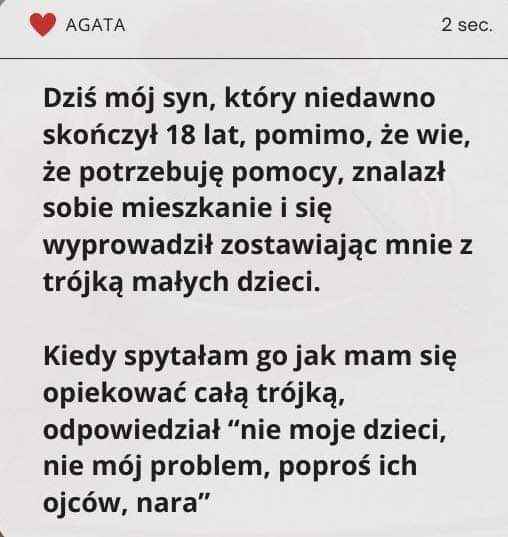 AGATA
2 sec.
Dziś mój syn, który niedawno
skończył 18 lat, pomimo, że wie,
że potrzebuję pomocy, znalazł
sobie mieszkanie i się
wyprowadził zostawiając mnie z
trójką małych dzieci.
Kiedy spytałam go jak mam się
opiekować całą trójką,
odpowiedział “nie moje dzieci,
nie mój problem, poproś ich
ojców, nara”